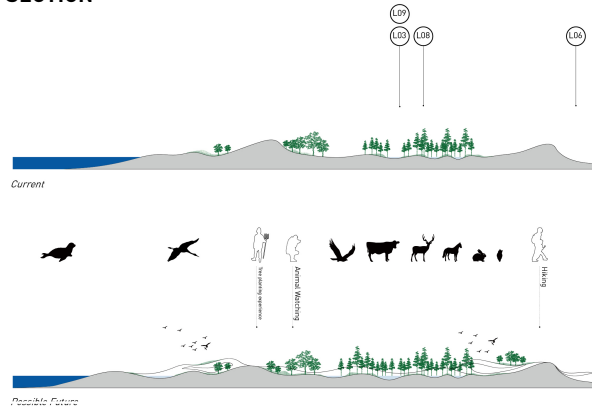 SECTION
L09
L03
L08
L06
Current
Tree planting experience
Animal Watching
Hiking
Possible Future